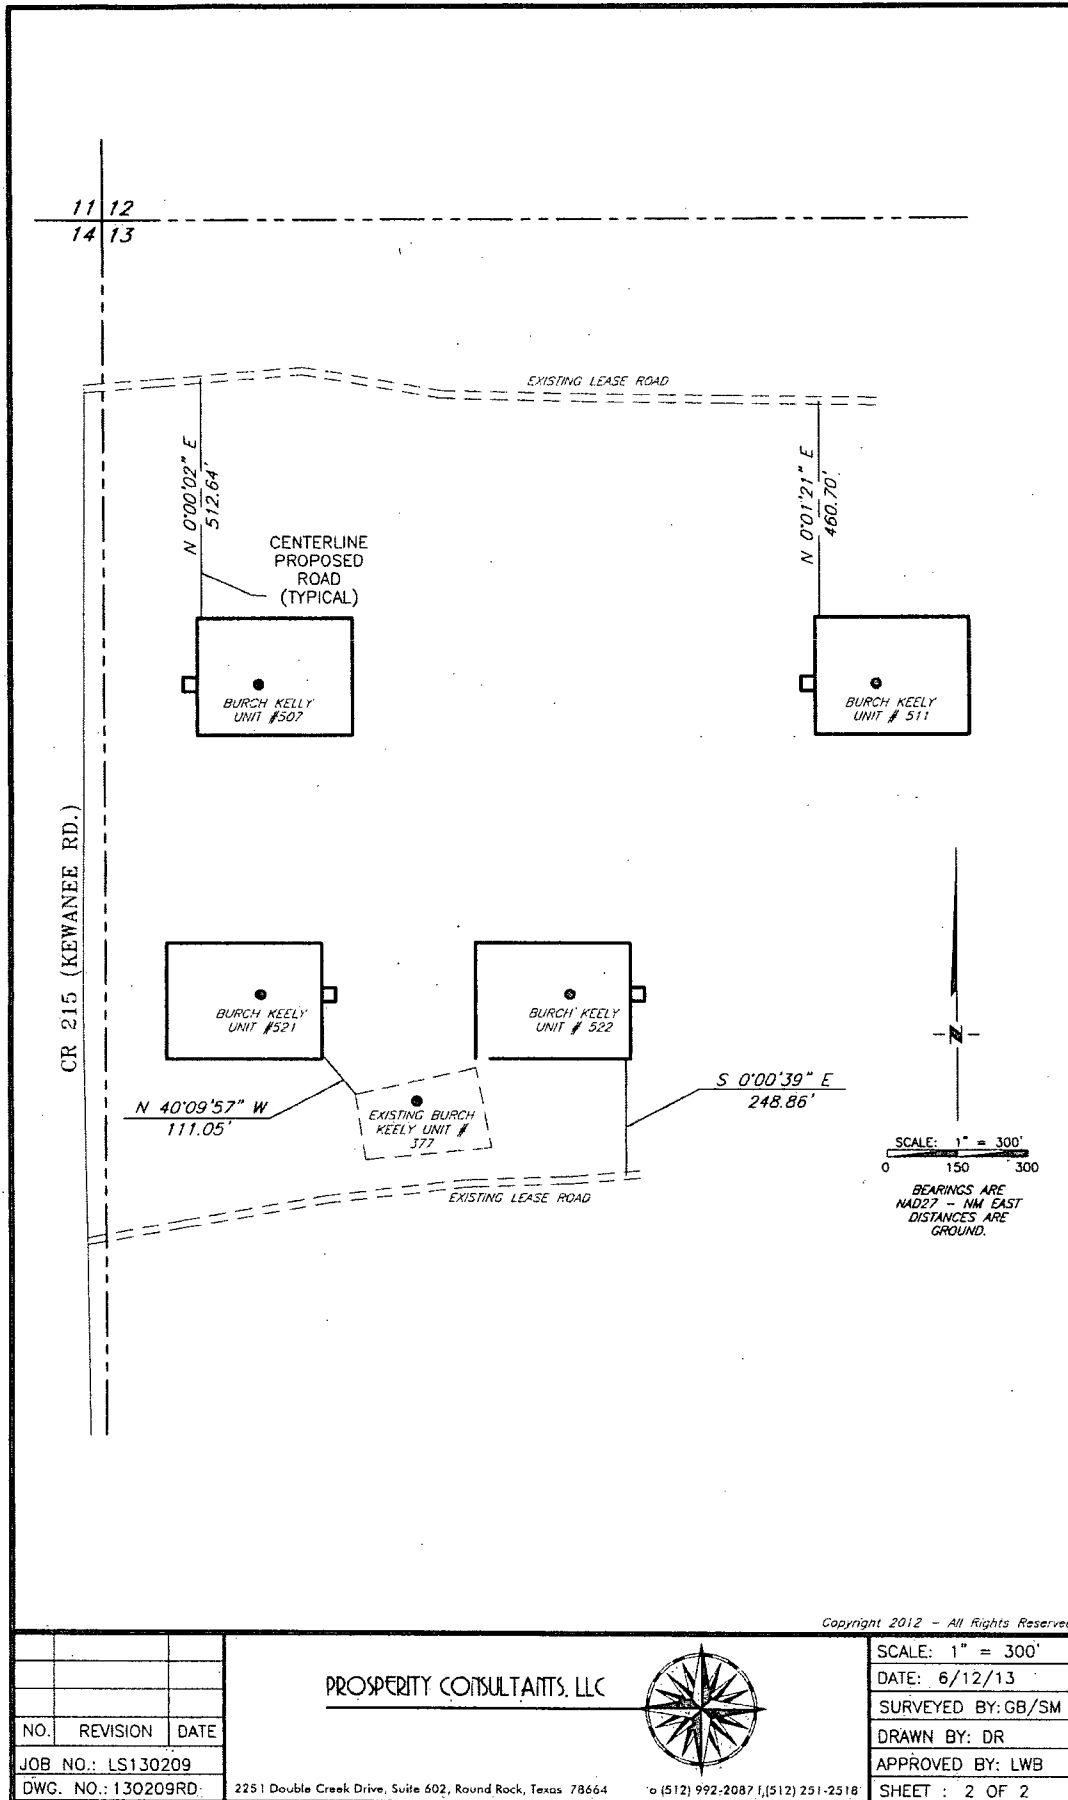 11 12
14 13
EXISTING LEASE ROAD
N 0°00'02" E
512.64'
N 0°01'21" E
460.70'
CENTERLINE
PROPOSED
ROAD
(TYPICAL)
BURCH KELLY
UNIT #507
BURCH KEELY
UNIT # 511
CR 215 (KEWANEE RD.)
BURCH KEELY
UNIT #521
BURCH KEELY
UNIT # 522
N 40°09'57" W
111.05'
EXISTING BURCH
KEELY UNIT #
377
S 0°00'39" E
248.86'
EXISTING LEASE ROAD
N
SCALE: 1" = 300'
0 150 300
BEARINGS ARE
NAD27 - NM EAST
DISTANCES ARE
GROUND.
Copyright 2012 - All Rights Reserved
NO. REVISION DATE
JOB NO.: LS130209
DWG. NO.: 130209RD
PROSPERITY CONSULTANTS, LLC
2251 Double Creek Drive, Suite 602, Round Rock, Texas 78664
o (512) 992-2087 f (512) 251-2518
SCALE: 1" = 300'
DATE: 6/12/13
SURVEYED BY: GB/SM
DRAWN BY: DR
APPROVED BY: LWB
SHEET : 2 OF 2